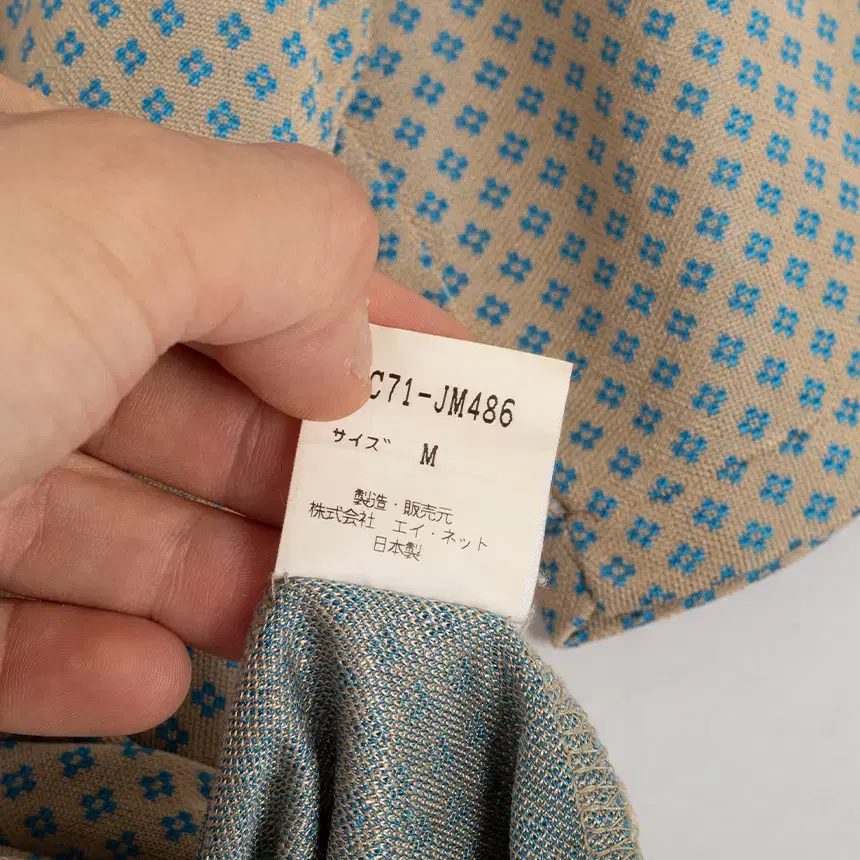 C71-JM486
サイズ M
製造・販売元
株式会社 エイ・ネット
日本製